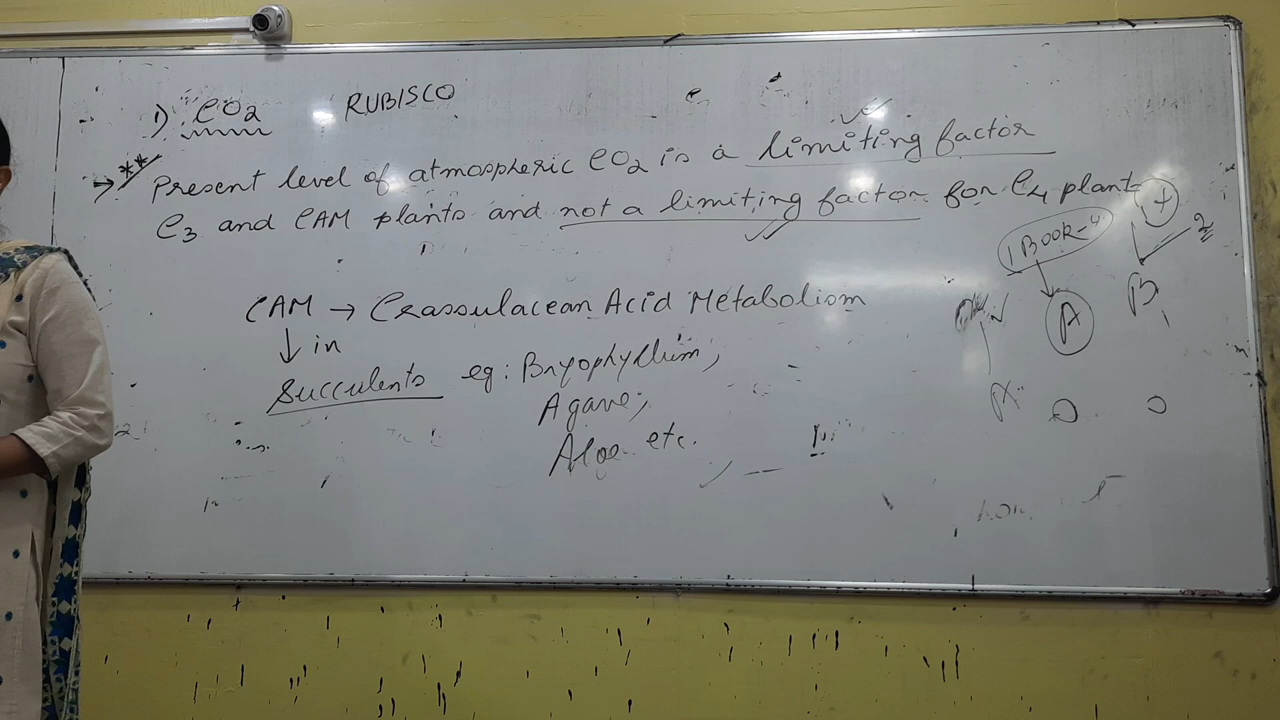 1) CO2 RUBISCO
→ ** Present level of atmospheric CO2 is a limiting factor
C3 and CAM plants and not a limiting factor for C4 plants
CAM → Crassulacean Acid Metabolism
↓ in
Succulents eg: Bryophyllum,
Agave,
Aloe etc.
1 Book-4
+
2
A
B